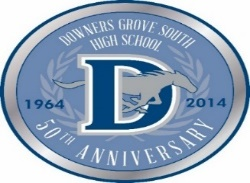 DOWNERS GROVE SOUTH
HIGH SCHOOL
1964
D
2014
50TH ANNIVERSARY